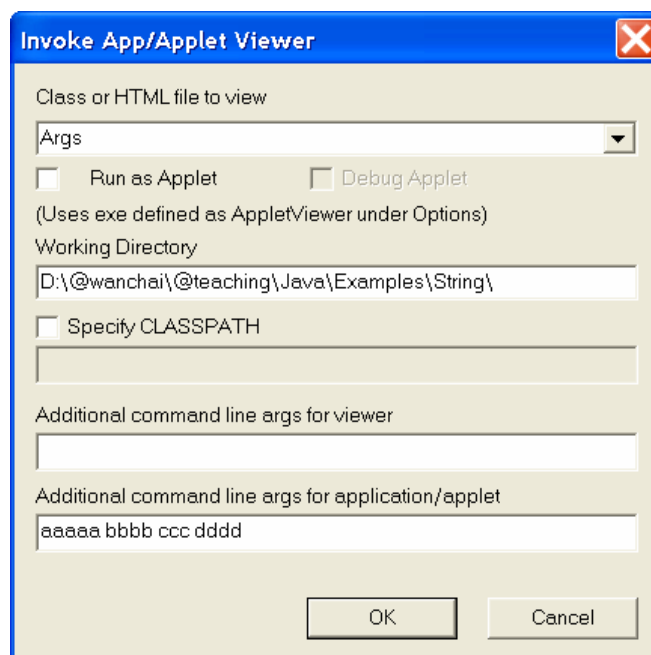 Invoke App/Applet Viewer
Class or HTML file to view
Args
Run as Applet Debug Applet
(Uses exe defined as AppletViewer under Options)
Working Directory
D:\@wanchai\@teaching\Java\Examples\String\
Specify CLASSPATH
Additional command line args for viewer
Additional command line args for application/applet
aaaaa bbbb ccc dddd
OK Cancel